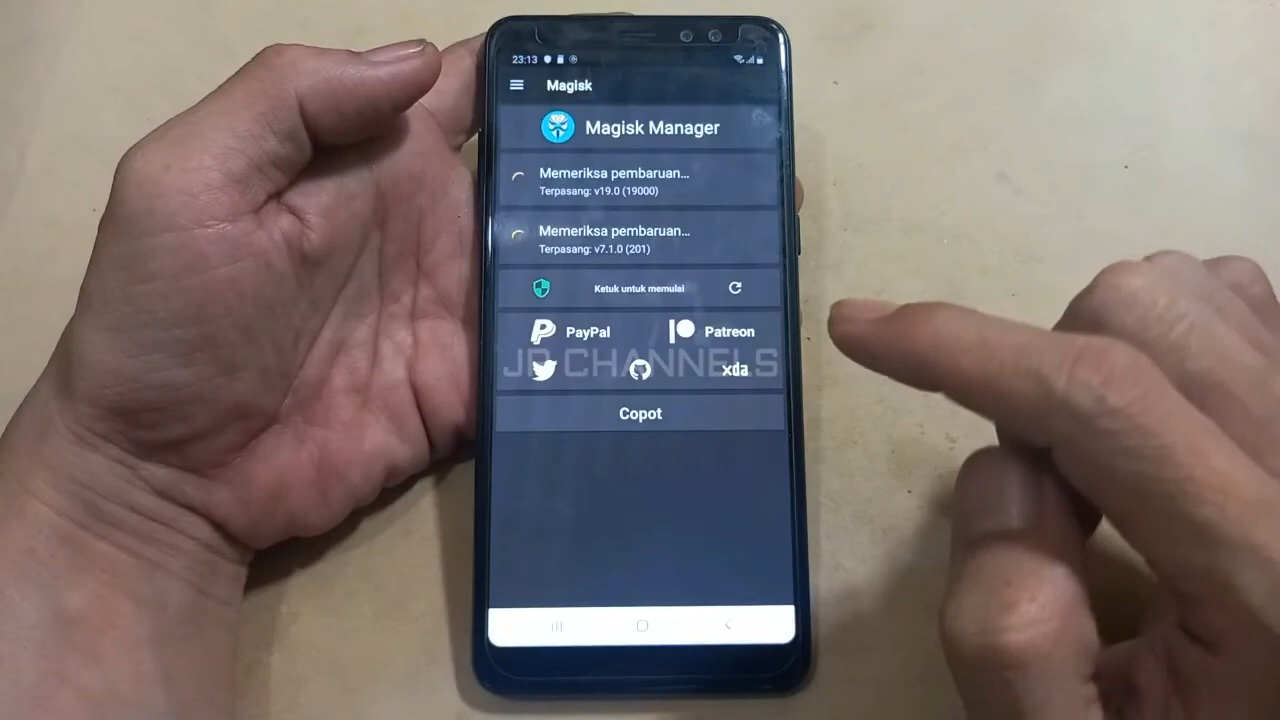 23:13
Magisk
Magisk Manager
Memeriksa pembaruan...
Terpasang: v19.0 (19000)
Memeriksa pembaruan...
Terpasang: v7.1.0 (201)
Ketuk untuk memulai
PayPal
Patreon
JP CHANNELS
xda
Copot